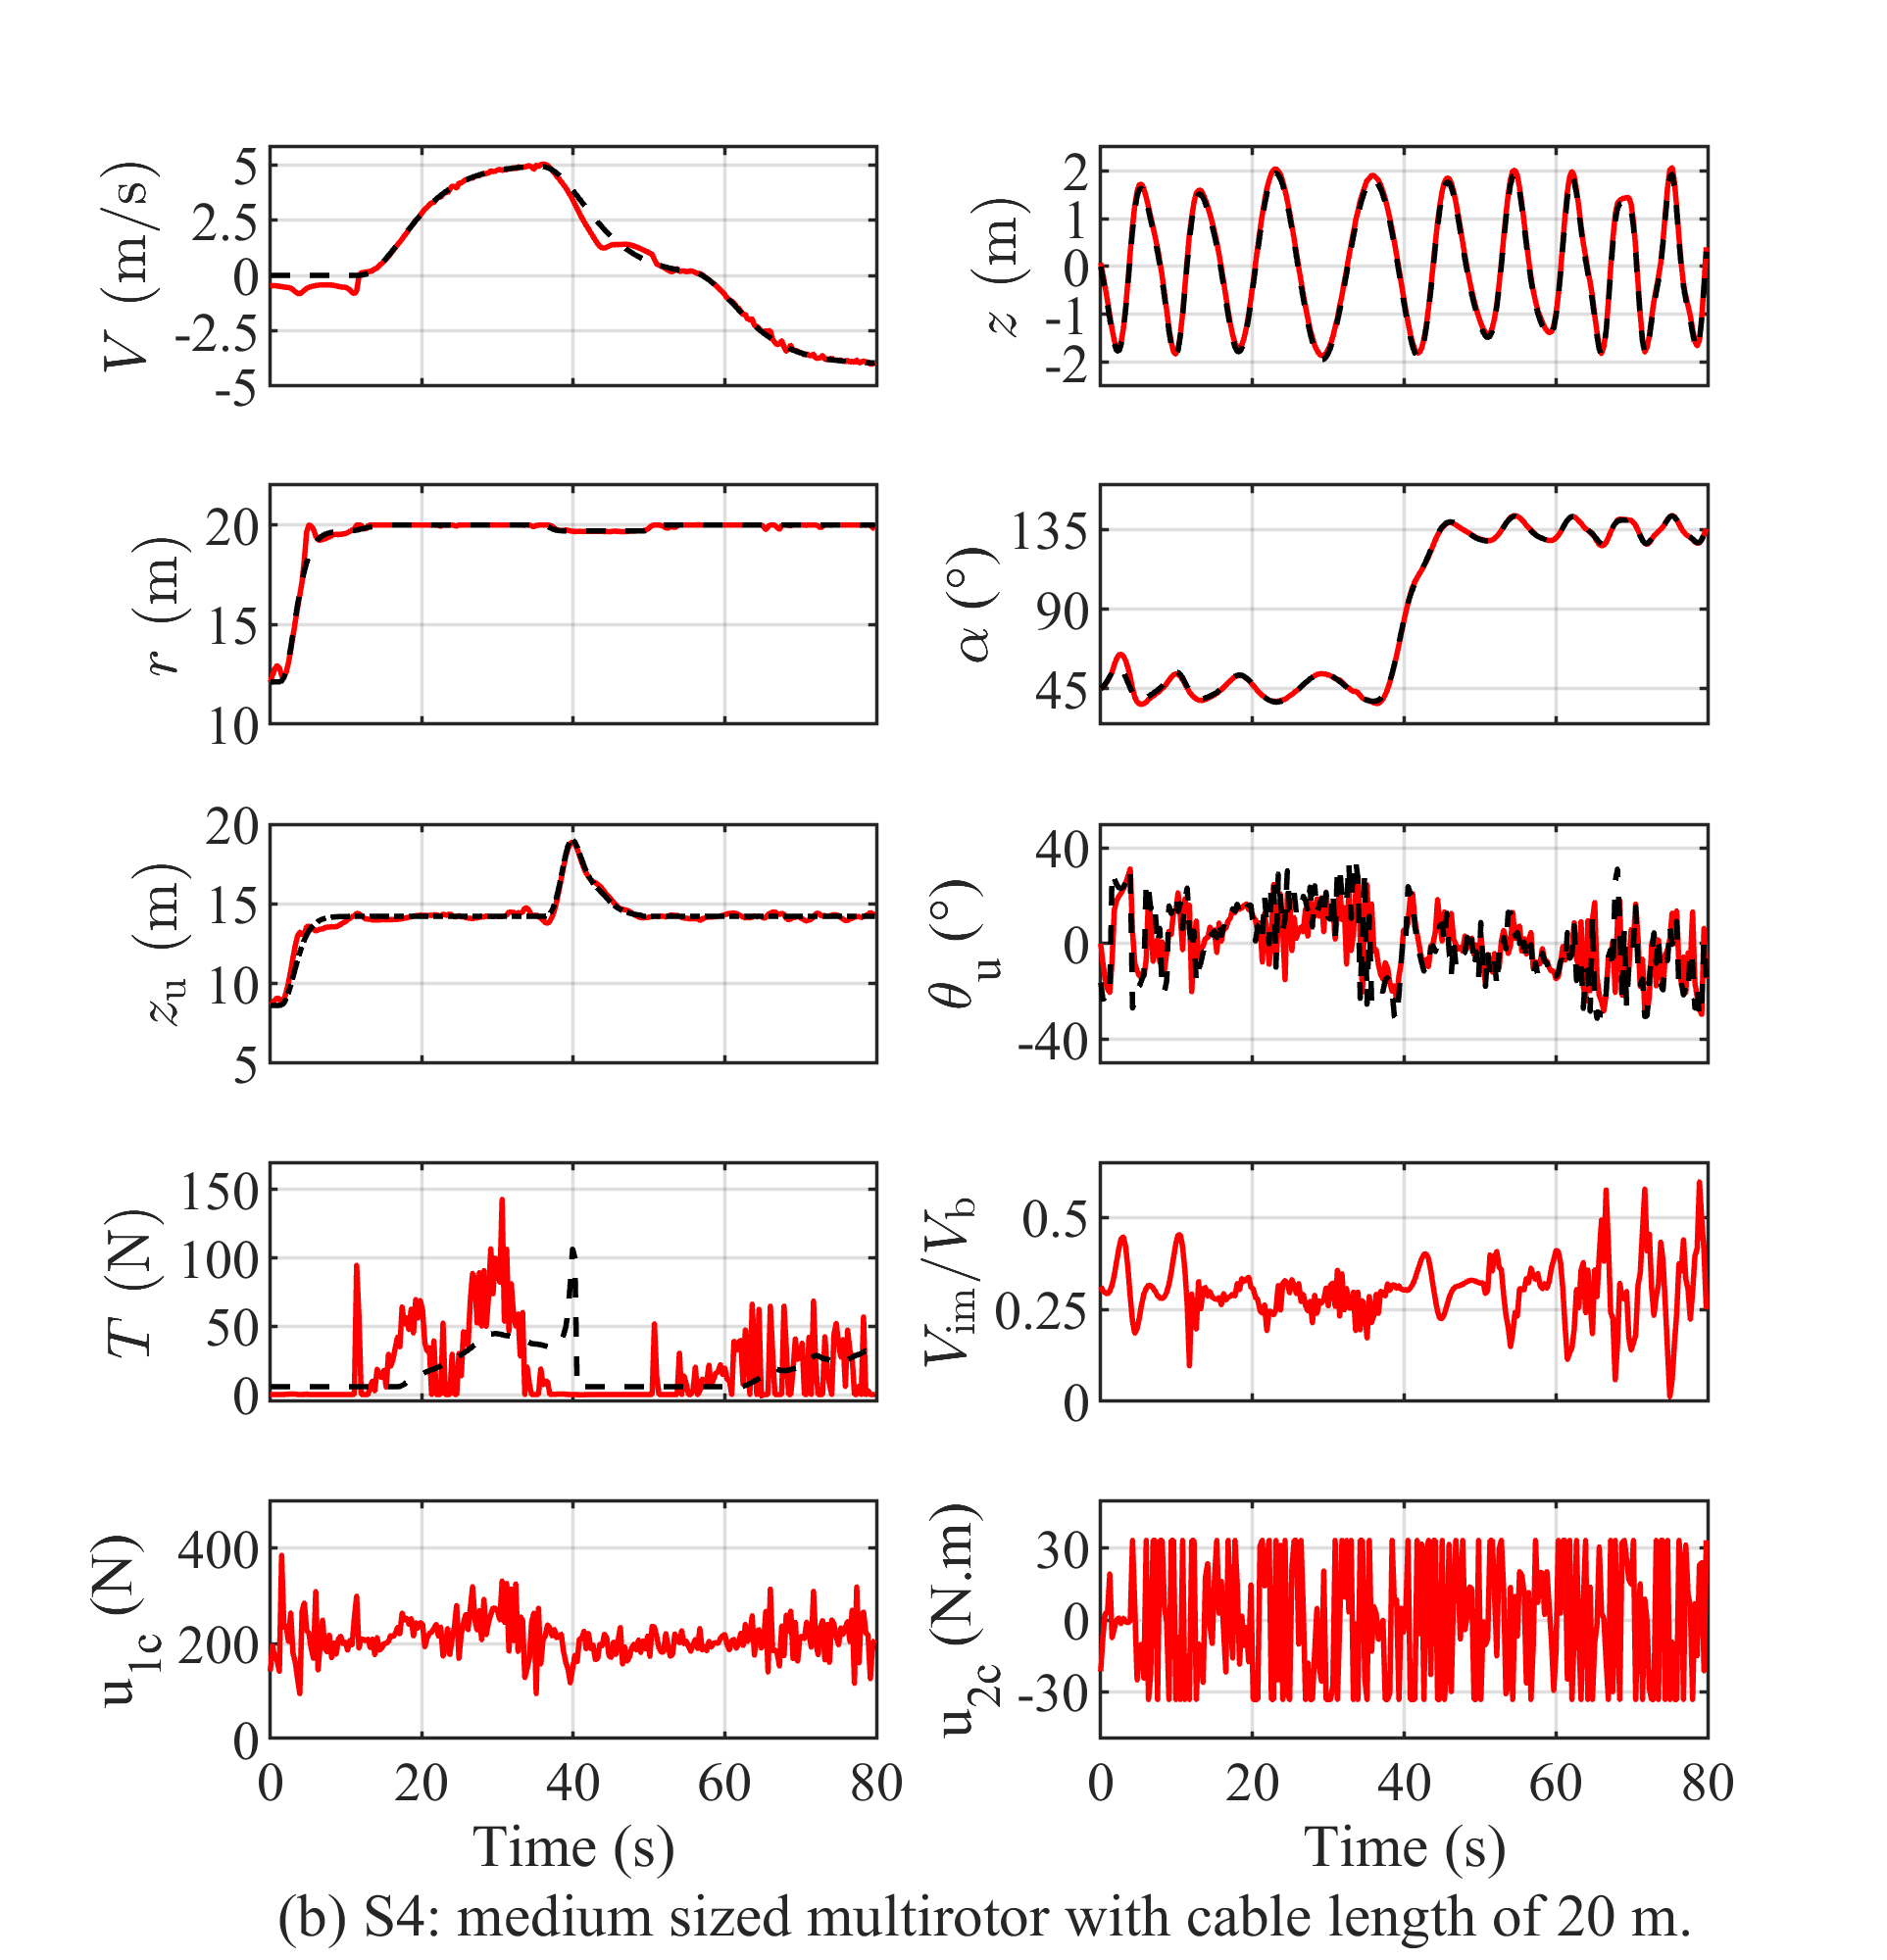 V (m/s)
5
2.5
0
-2.5
-5
z (m)
2
1
0
-1
-2
r (m)
20
15
10
α (°)
135
90
45
z_u (m)
20
15
10
5
θ_u (°)
40
0
-40
T (N)
150
100
50
0
V_im/V_b
0.5
0.25
0
u_1c (N)
400
200
0
u_2c (N.m)
30
0
-30
0 20 40 60 80
0 20 40 60 80
Time (s)
Time (s)
(b) S4: medium sized multirotor with cable length of 20 m.